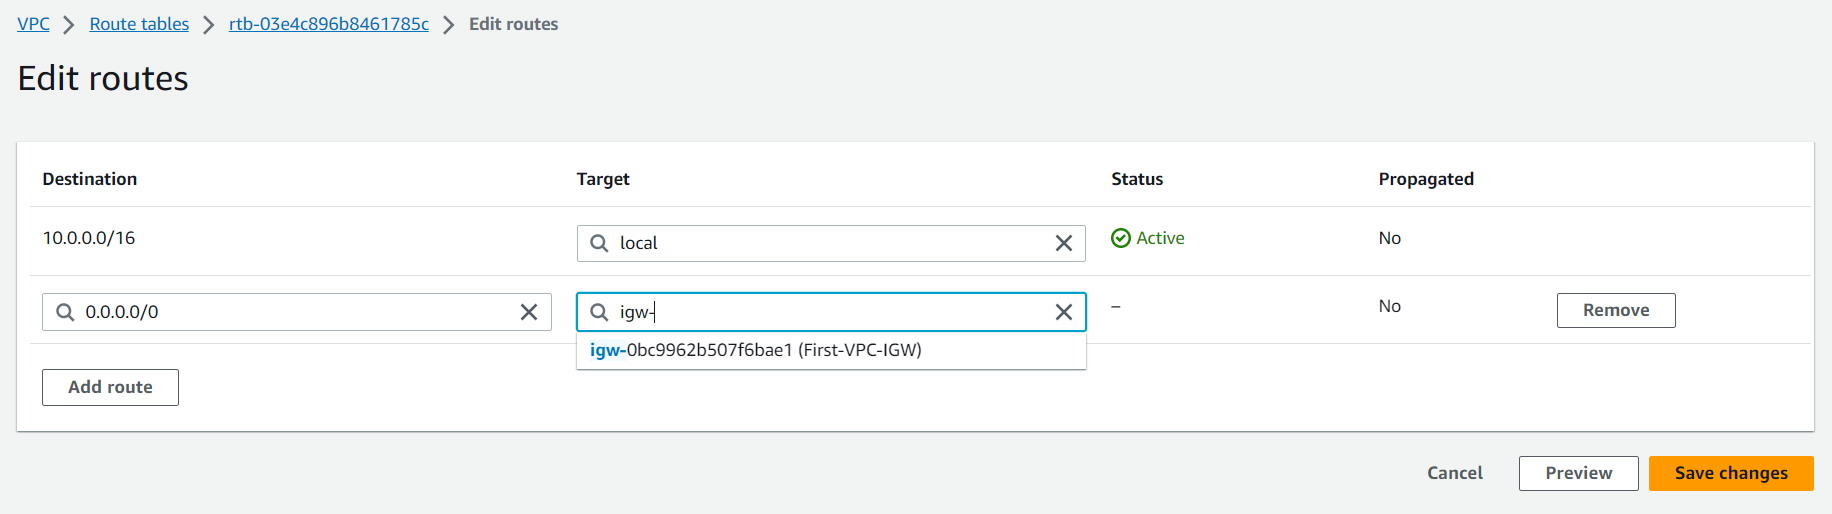 VPC > Route tables > rtb-03e4c896b8461785c > Edit routes
Edit routes
Destination Target Status Propagated
10.0.0.0/16 local Active No
0.0.0.0/0 igw- – No Remove
igw-0bc9962b507f6bae1 (First-VPC-IGW)
Add route
Cancel Preview Save changes